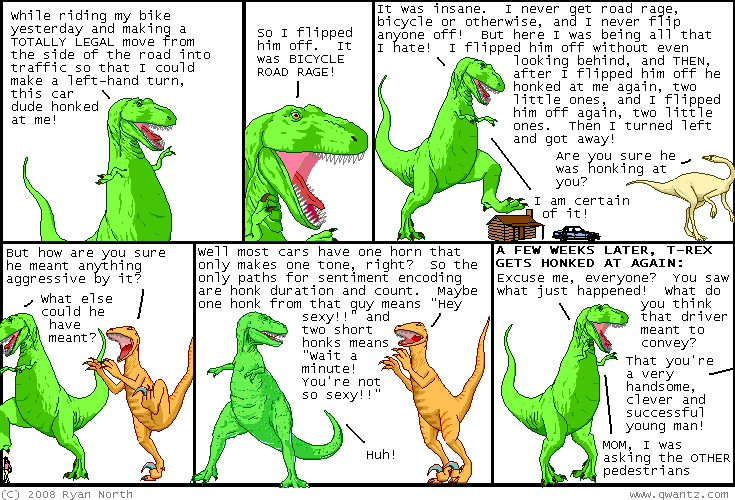 While riding my bike
yesterday and making a
TOTALLY LEGAL move from
the side of the road into
traffic so that I could
make a left-hand turn,
this car
dude honked
at me!
So I flipped
him off.  It
was BICYCLE
ROAD RAGE!
It was insane.  I never get road rage,
bicycle or otherwise, and I never flip
anyone off!  But here I was being all that
I hate!  I flipped him off without even
looking behind, and THEN,
after I flipped him off he
honked at me again, two
little ones, and I flipped
him off again, two little
ones.  Then I turned left
and got away!
Are you sure he
was honking at
you?
I am certain
of it!
But how are you sure
he meant anything
aggressive by it?
What else
could he
have
meant?
Well most cars have one horn that
only makes one tone, right?  So the
only paths for sentiment encoding
are honk duration and count.  Maybe
one honk from that guy means "Hey
sexy!!" and
two short
honks means
"Wait a
minute!
You're not
so sexy!!"
Huh!
A FEW WEEKS LATER, T-REX
GETS HONKED AT AGAIN:
Excuse me, everyone?  You saw
what just happened!  What do
you think
that driver
meant to
convey?
That you're
a very
handsome,
clever and
successful
young man!
MOM, I was
asking the OTHER
pedestrians
(C) 2008 Ryan North
www.qwantz.com